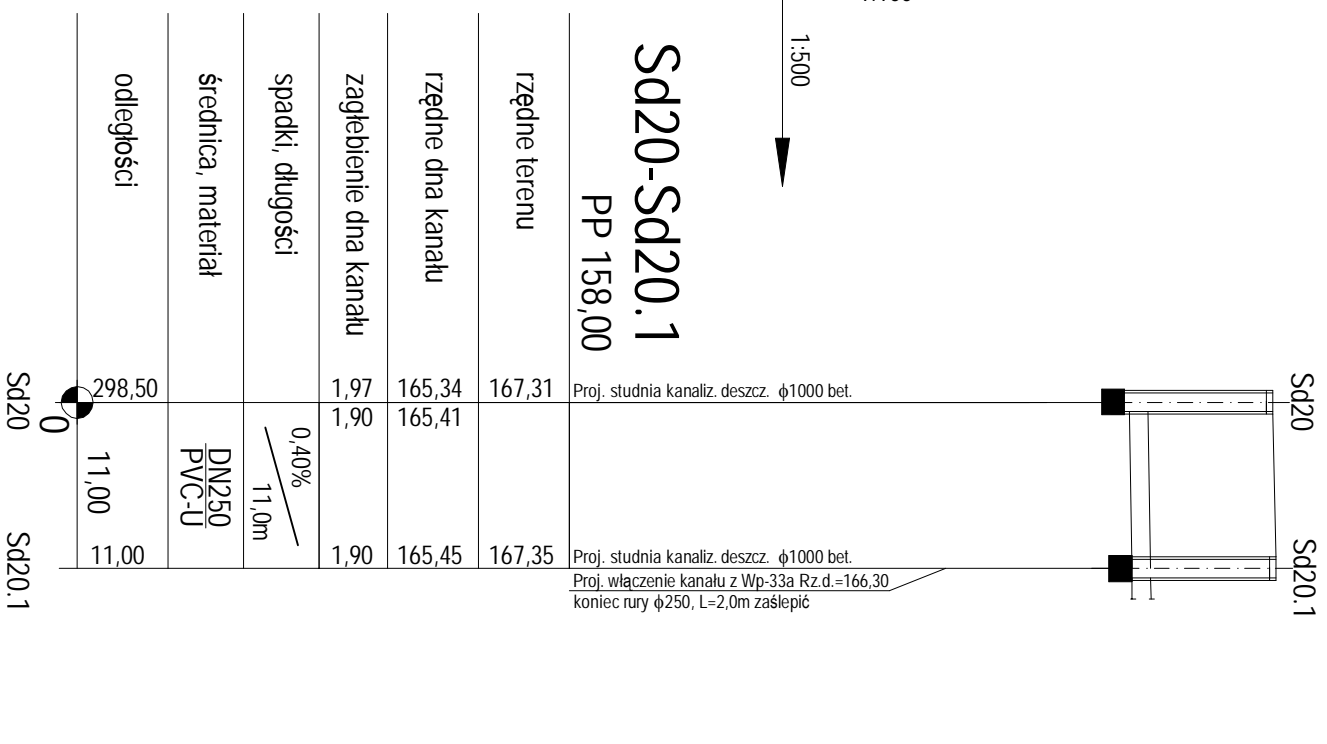 1:500
Sd20-Sd20.1
PP 158,00
rzędne terenu
rzędne dna kanału
zagłebienie dna kanału
spadki, długości
średnica, materiał
odległości
Sd20
Sd20.1
Proj. studnia kanaliz. deszcz. ϕ1000 bet.
Proj. studnia kanaliz. deszcz. ϕ1000 bet.
Proj. włączenie kanału z Wp-33a Rz.d.=166,30
koniec rury ϕ250, L=2,0m zaślepić
167,31
167,35
165,34
165,41
165,45
1,97
1,90
1,90
0,40%
11,0m
DN250
PVC-U
298,50
11,00
11,00
0
Sd20
Sd20.1